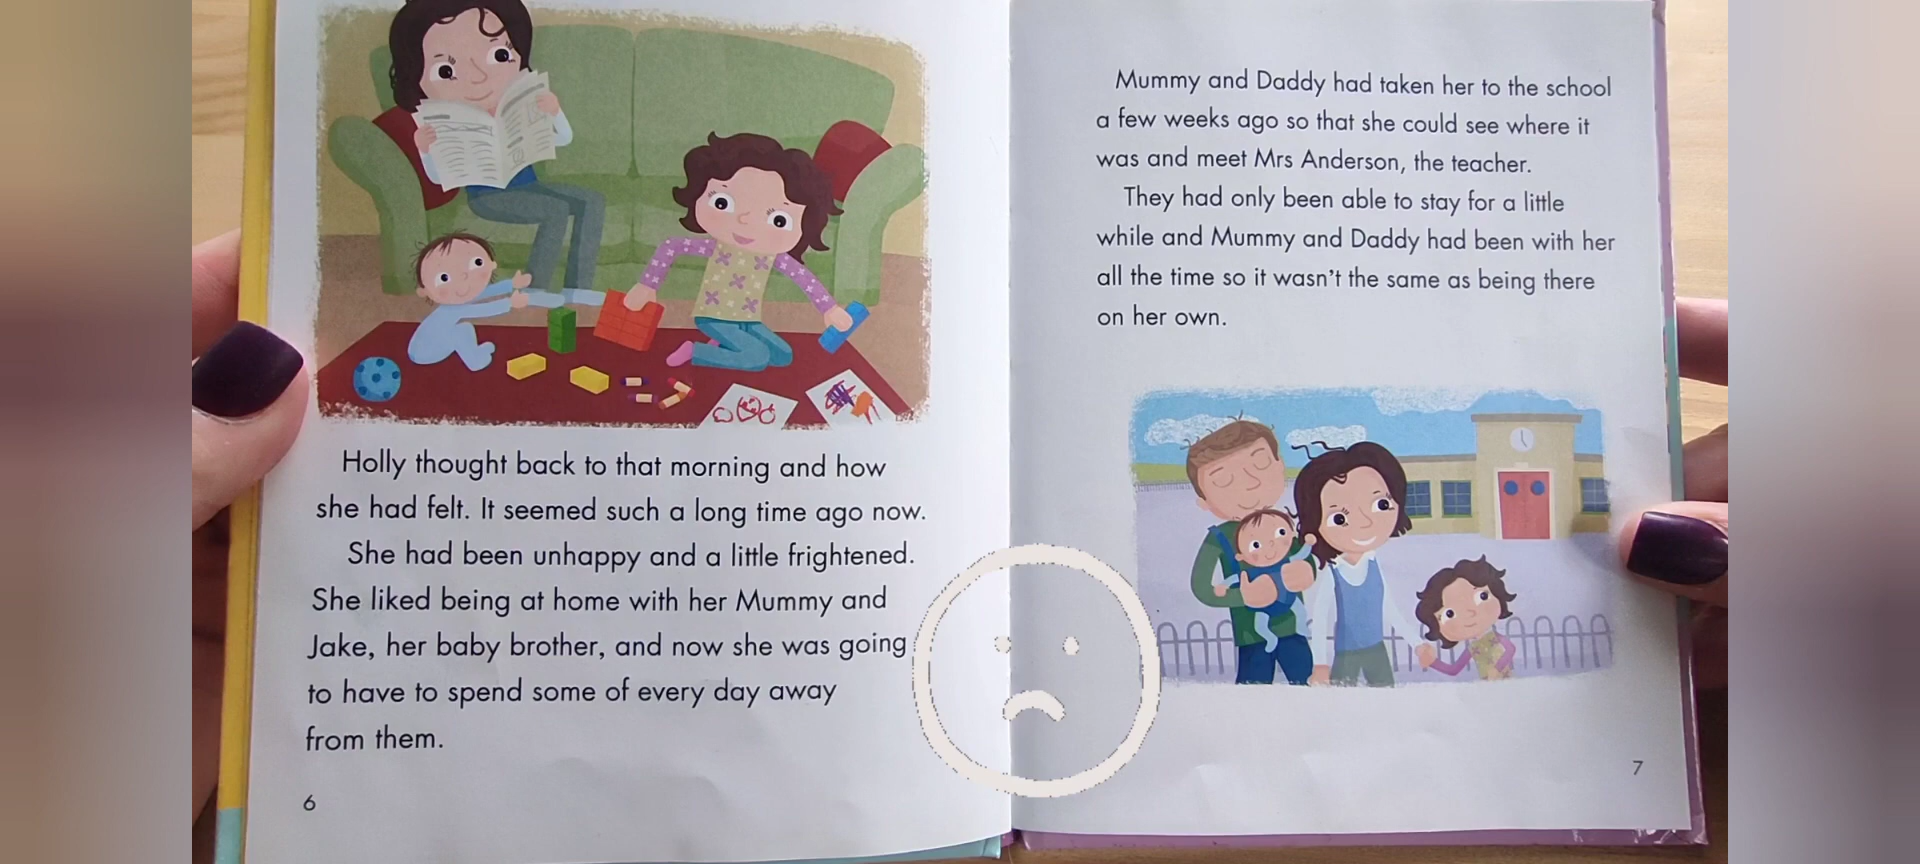 Holly thought back to that morning and how
she had felt. It seemed such a long time ago now.
She had been unhappy and a little frightened.
She liked being at home with her Mummy and
Jake, her baby brother, and now she was going
to have to spend some of every day away
from them.
6
Mummy and Daddy had taken her to the school
a few weeks ago so that she could see where it
was and meet Mrs Anderson, the teacher.
They had only been able to stay for a little
while and Mummy and Daddy had been with her
all the time so it wasn't the same as being there
on her own.
7